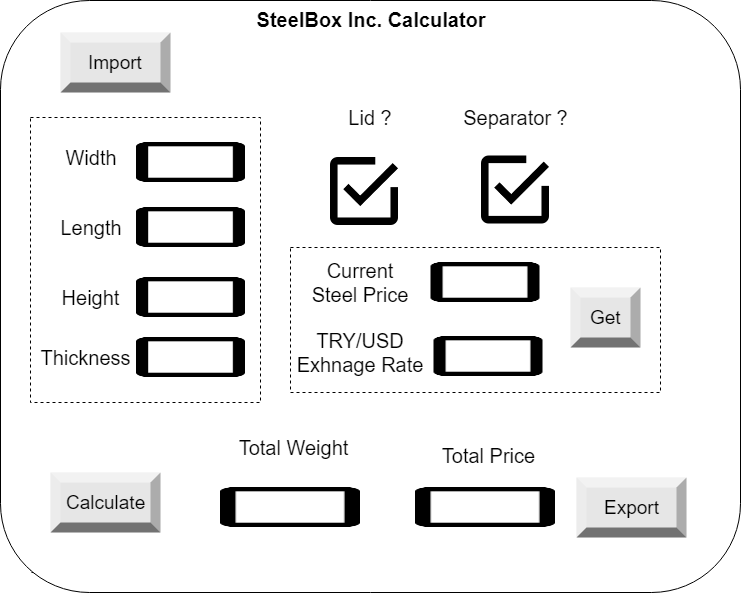 SteelBox Inc. Calculator
Import
Lid ?
Separator ?
Width
Length
Height
Thickness
Current
Steel Price
TRY/USD
Exhnage Rate
Get
Total Weight
Total Price
Calculate
Export